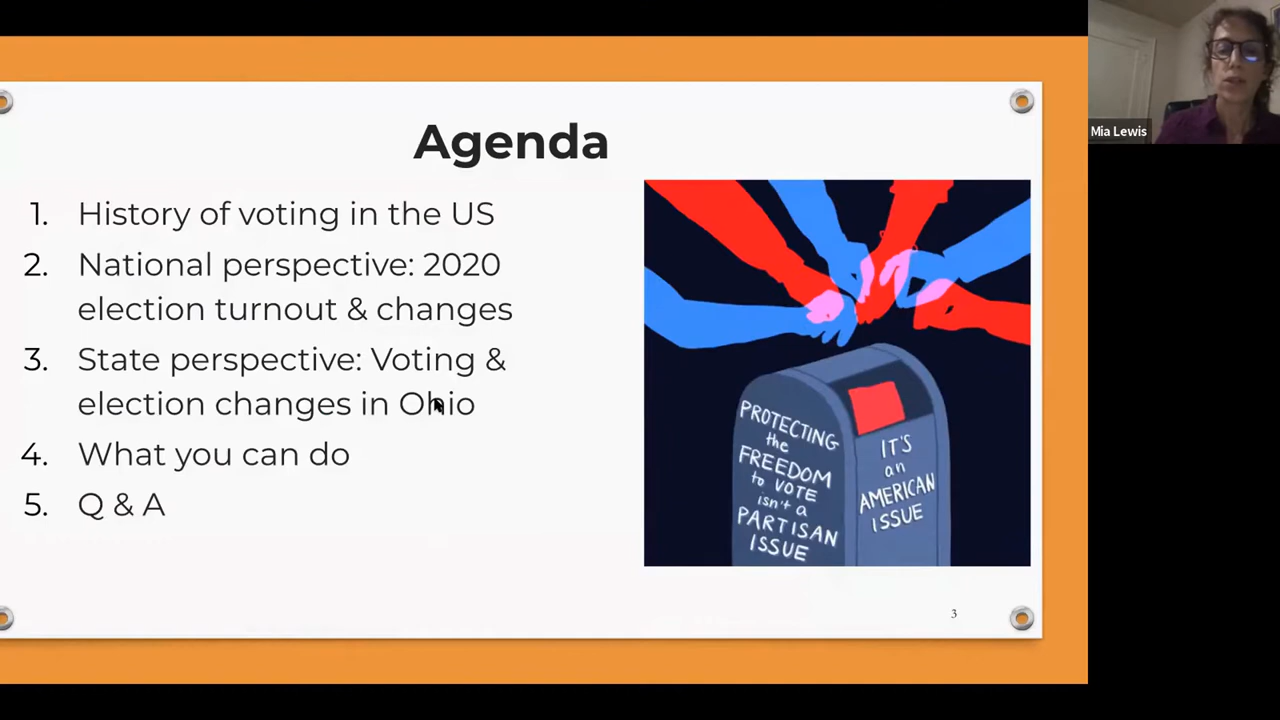 Agenda
1. History of voting in the US
2. National perspective: 2020
election turnout & changes
3. State perspective: Voting &
election changes in Ohio
4. What you can do
5. Q & A
PROTECTING
the
FREEDOM
to VOTE
isn't a
PARTISAN
ISSUE
IT'S
an
AMERICAN
ISSUE
3
Mia Lewis